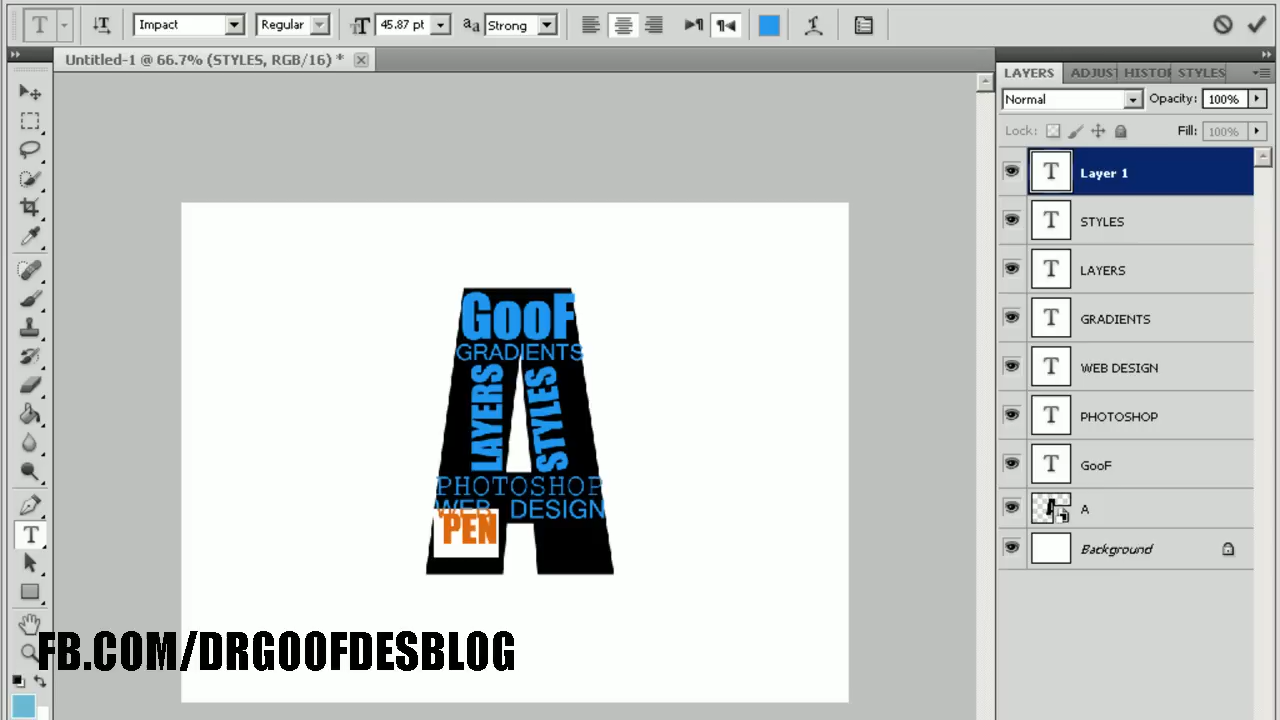 Impact Regular 45.87 pt Strong
Untitled-1 @ 66.7% (STYLES, RGB/16) *
LAYERS ADJUST HISTO STYLES
Normal Opacity: 100%
Lock: Fill: 100%
T Layer 1
T STYLES
T LAYERS
T GRADIENTS
T WEB DESIGN
T PHOTOSHOP
T GooF
A
Background
GooF
GRADIENTS
LAYERS
STYLES
PHOTOSHOP
WEB DESIGN
PEN
FB.COM/DRGOOFDESBLOG